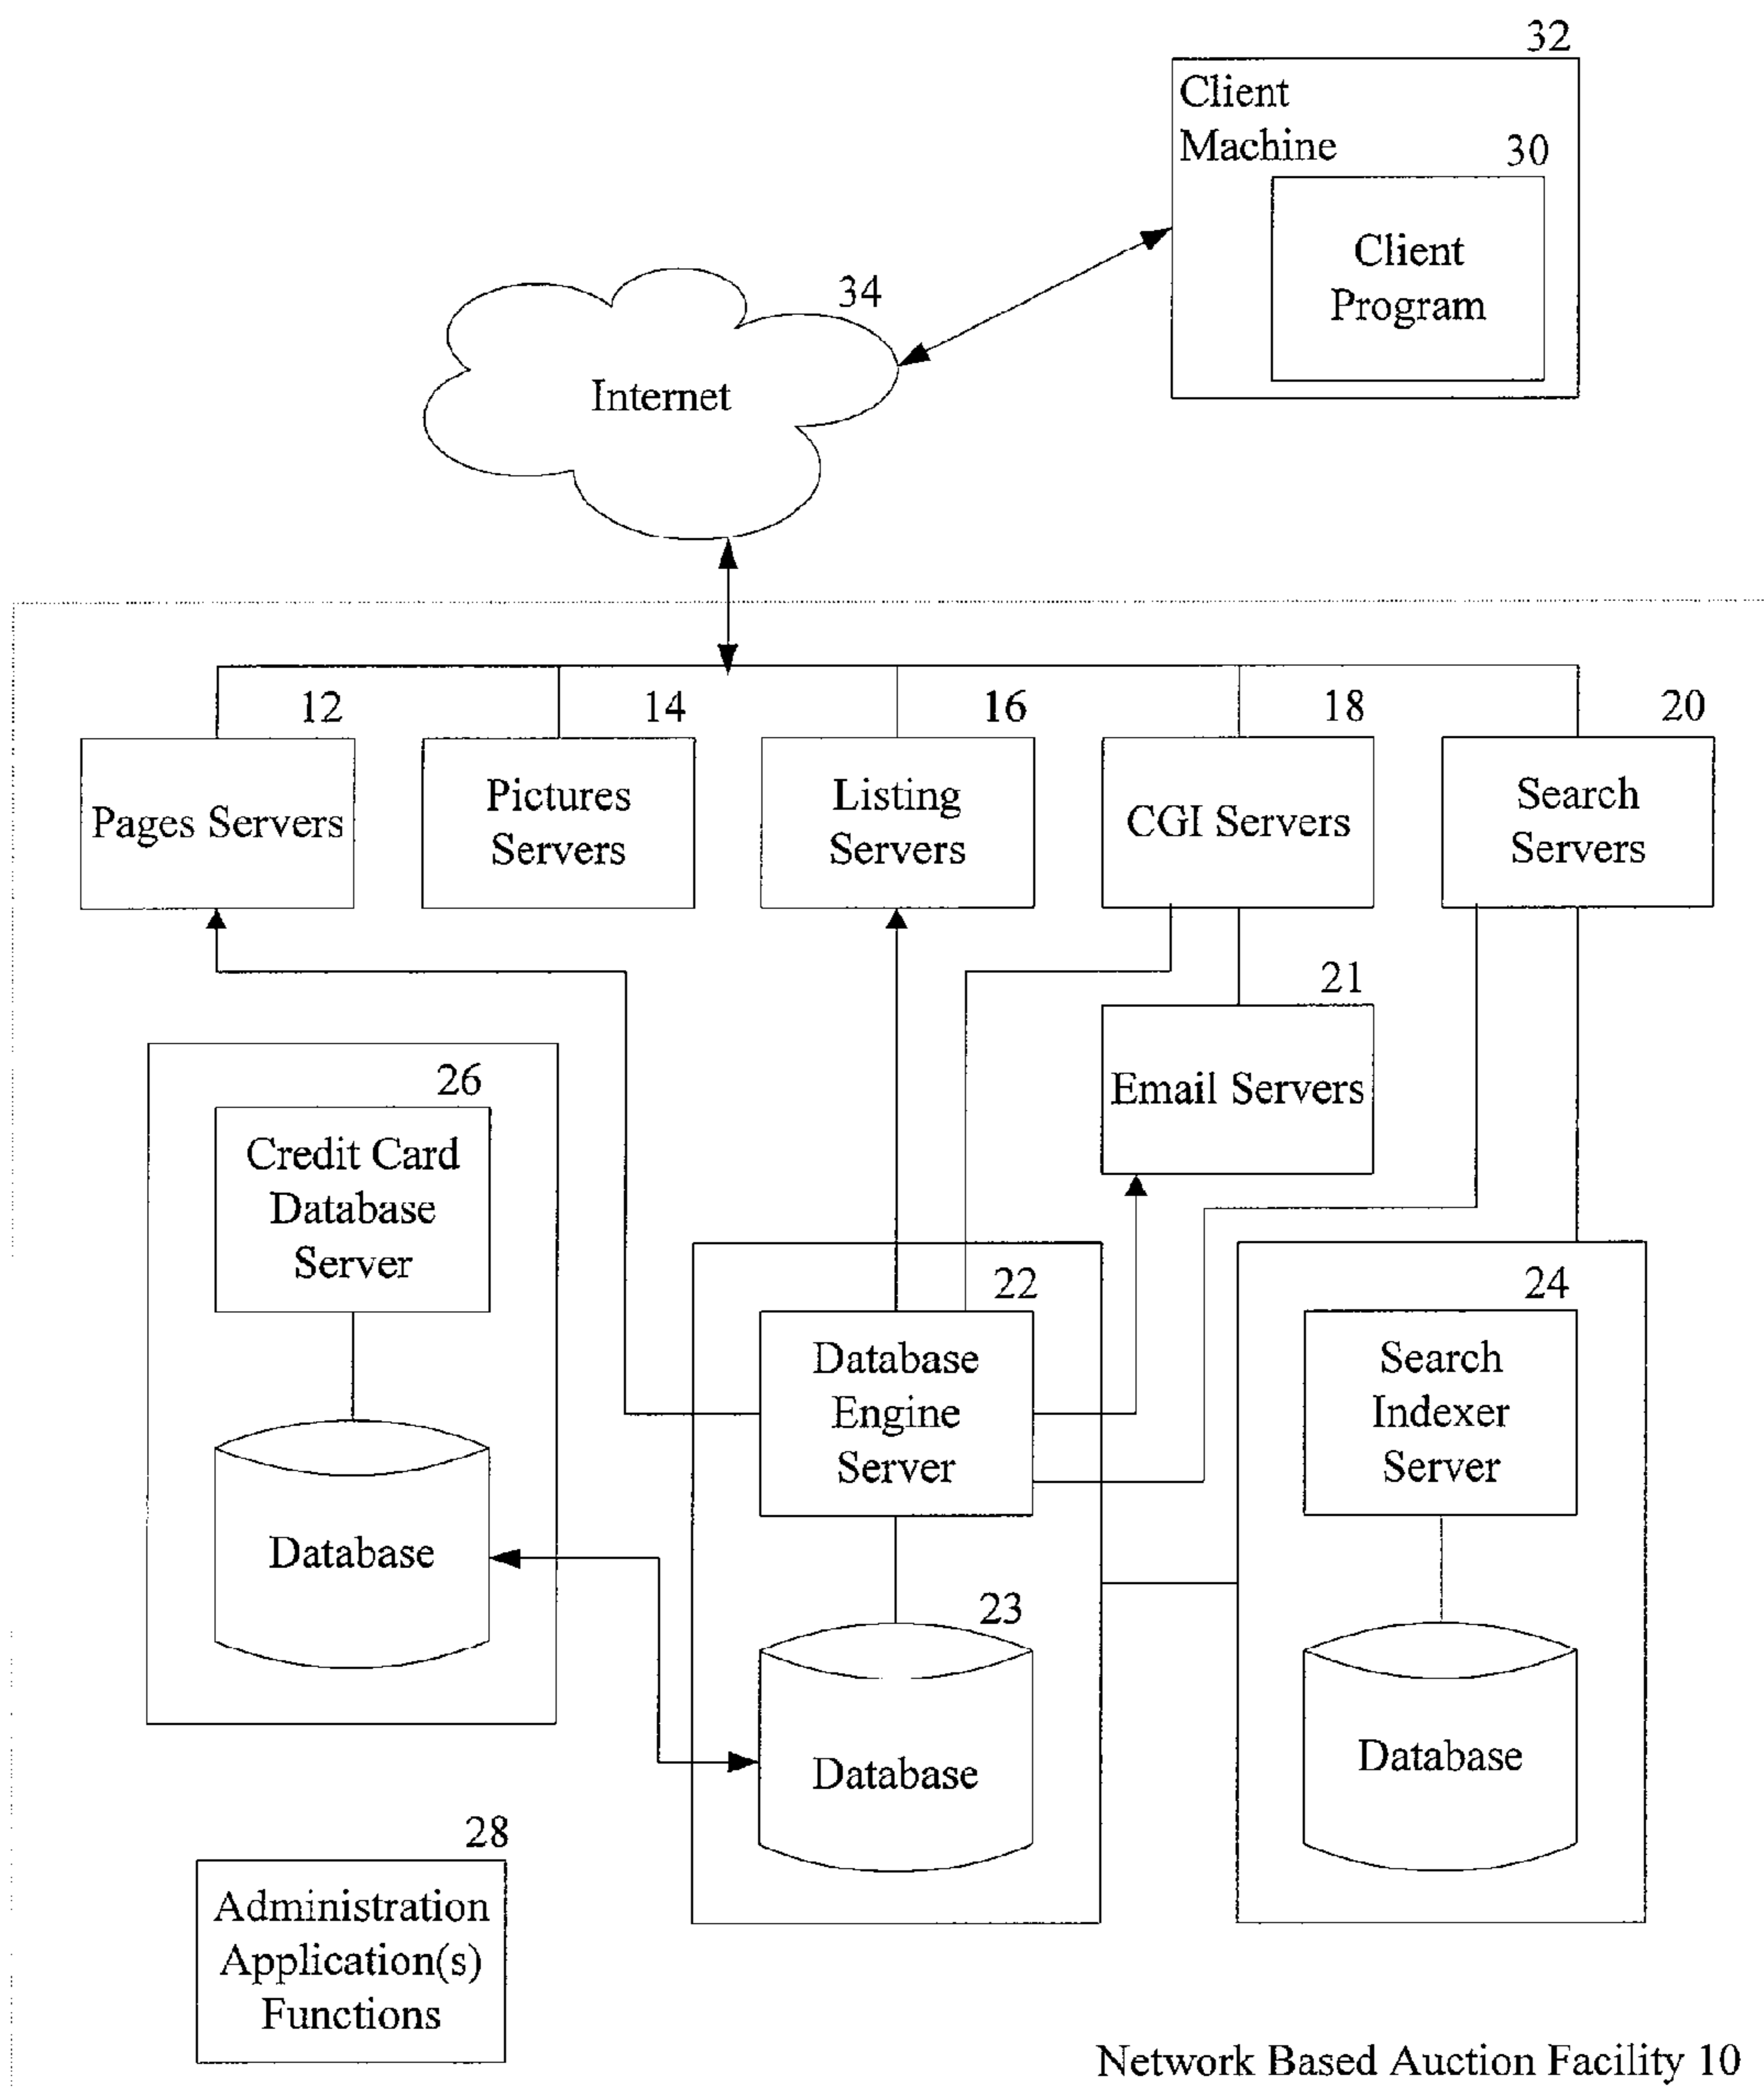 32
Client
Machine
30
Client
Program
34
Internet
12
14
16
18
20
Pages Servers
Pictures
Servers
Listing
Servers
CGI Servers
Search
Servers
21
Email Servers
26
Credit Card
Database
Server
Database
22
Database
Engine
Server
23
Database
24
Search
Indexer
Server
Database
28
Administration
Application(s)
Functions
Network Based Auction Facility 10